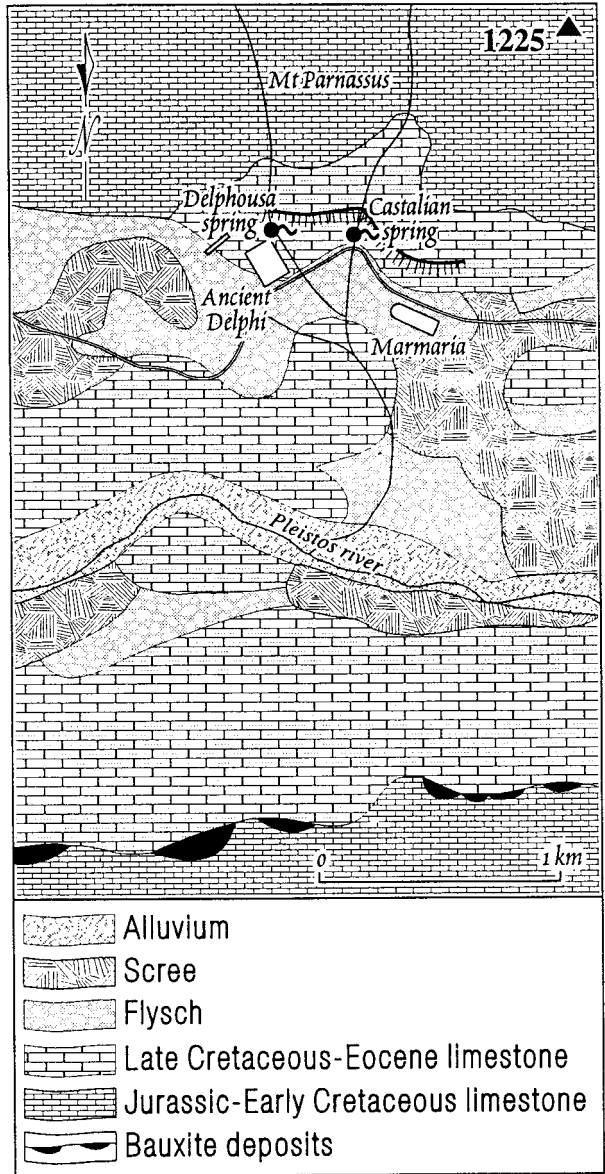 1225
Mt Parnassus
N
Delphousa
spring
Castalian
spring
Ancient
Delphi
Marmaria
Pleistos river
0 1 km
Alluvium
Scree
Flysch
Late Cretaceous-Eocene limestone
Jurassic-Early Cretaceous limestone
Bauxite deposits